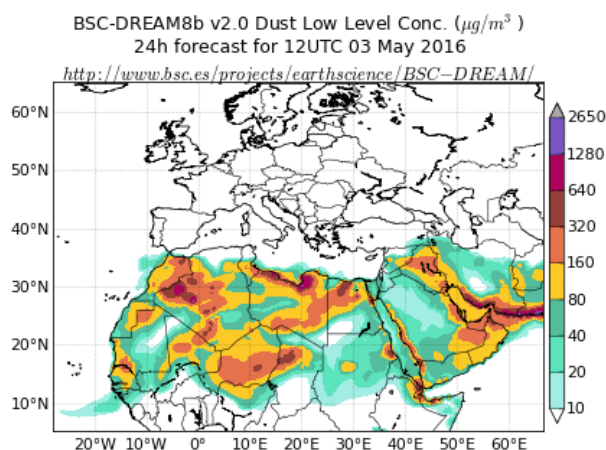 BSC-DREAM8b v2.0 Dust Low Level Conc. (μg/m³ )
24h forecast for 12UTC 03 May 2016
http://www.bsc.es/projects/earthscience/BSC−DREAM/
60°N
50°N
40°N
30°N
20°N
10°N
20°W 10°W 0° 10°E 20°E 30°E 40°E 50°E 60°E
2650
1280
640
320
160
80
40
20
10